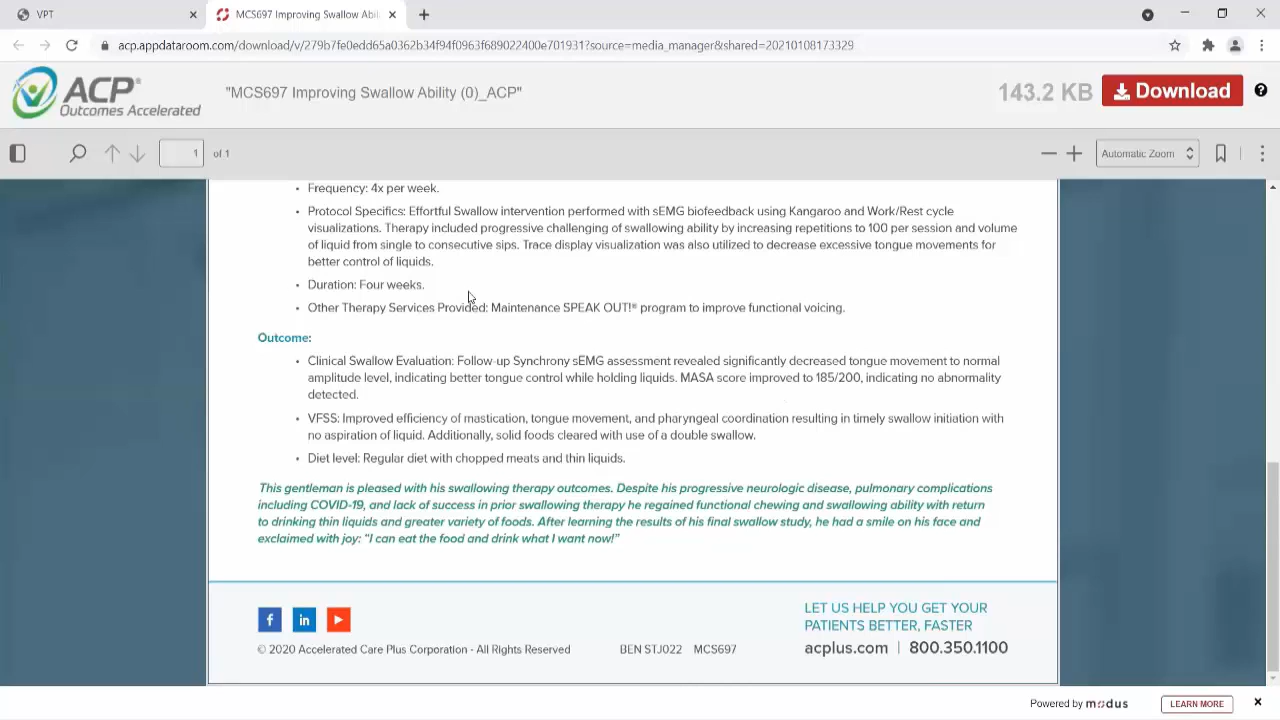 VPT
MCS697 Improving Swallow Abil
acp.appdataroom.com/download/v/279b7fe0edd65a0362b34f94f0963f689022400e701931?source=media_manager&shared=20210108173329
ACP®
Outcomes Accelerated
"MCS697 Improving Swallow Ability (0)_ACP"
143.2 KB
Download
1 of 1
Automatic Zoom
• Frequency: 4x per week.
• Protocol Specifics: Effortful Swallow intervention performed with sEMG biofeedback using Kangaroo and Work/Rest cycle
visualizations. Therapy included progressive challenging of swallowing ability by increasing repetitions to 100 per session and volume
of liquid from single to consecutive sips. Trace display visualization was also utilized to decrease excessive tongue movements for
better control of liquids.
• Duration: Four weeks.
• Other Therapy Services Provided: Maintenance SPEAK OUT!® program to improve functional voicing.
Outcome:
• Clinical Swallow Evaluation: Follow-up Synchrony sEMG assessment revealed significantly decreased tongue movement to normal
amplitude level, indicating better tongue control while holding liquids. MASA score improved to 185/200, indicating no abnormality
detected.
• VFSS: Improved efficiency of mastication, tongue movement, and pharyngeal coordination resulting in timely swallow initiation with
no aspiration of liquid. Additionally, solid foods cleared with use of a double swallow.
• Diet level: Regular diet with chopped meats and thin liquids.
This gentleman is pleased with his swallowing therapy outcomes. Despite his progressive neurologic disease, pulmonary complications
including COVID-19, and lack of success in prior swallowing therapy he regained functional chewing and swallowing ability with return
to drinking thin liquids and greater variety of foods. After learning the results of his final swallow study, he had a smile on his face and
exclaimed with joy: "I can eat the food and drink what I want now!"
LET US HELP YOU GET YOUR
PATIENTS BETTER, FASTER
© 2020 Accelerated Care Plus Corporation - All Rights Reserved
BEN STJ022 MCS697
acplus.com | 800.350.1100
Powered by modus
LEARN MORE